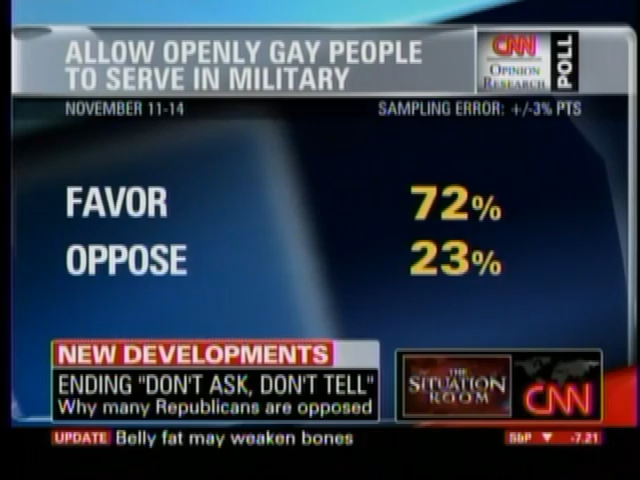 ALLOW OPENLY GAY PEOPLE
TO SERVE IN MILITARY
CNN
OPINION
RESEARCH
POLL
NOVEMBER 11-14
SAMPLING ERROR: +/-3% PTS
FAVOR 72%
OPPOSE 23%
NEW DEVELOPMENTS
ENDING "DON'T ASK, DON'T TELL"
Why many Republicans are opposed
THE
SITUATION
ROOM
CNN
UPDATE Belly fat may weaken bones
S&P ▼ -7.21